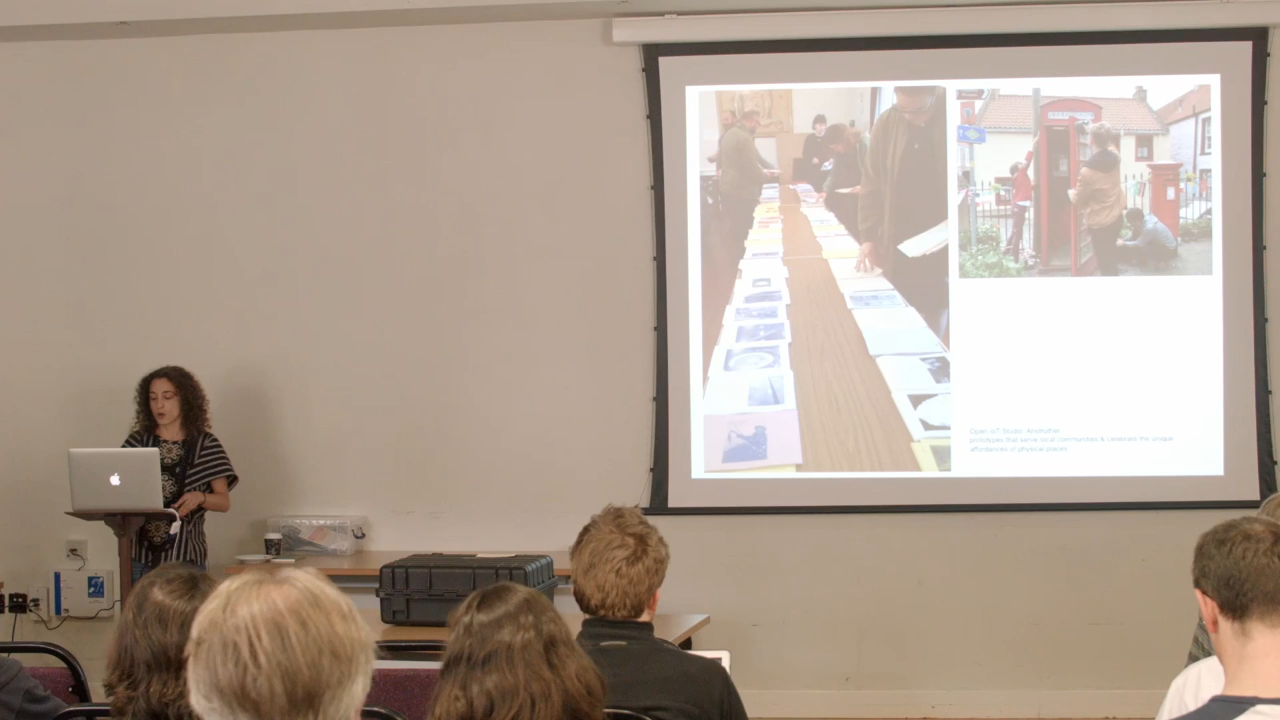 Open IoT Studio: Anstruther
prototypes that serve local communities & celebrate the unique
affordances of physical places